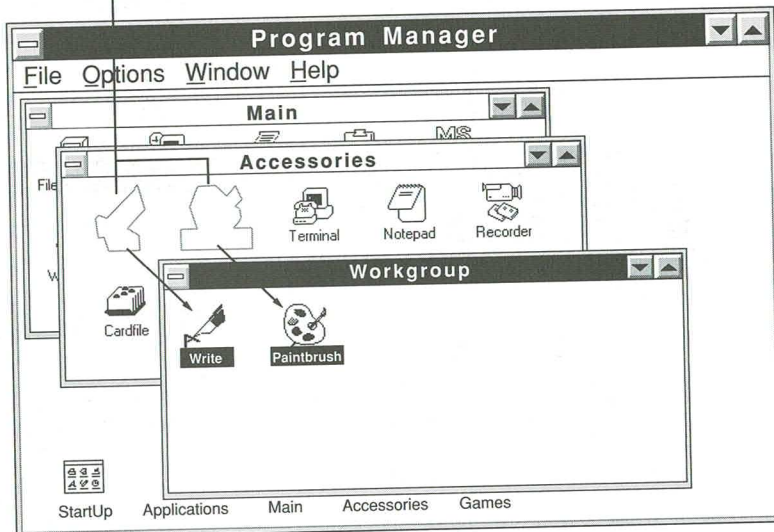 Program Manager
File Options Window Help
Main
MS
Accessories
File
Terminal Notepad Recorder
W
Workgroup
Cardfile
Write Paintbrush
StartUp Applications Main Accessories Games